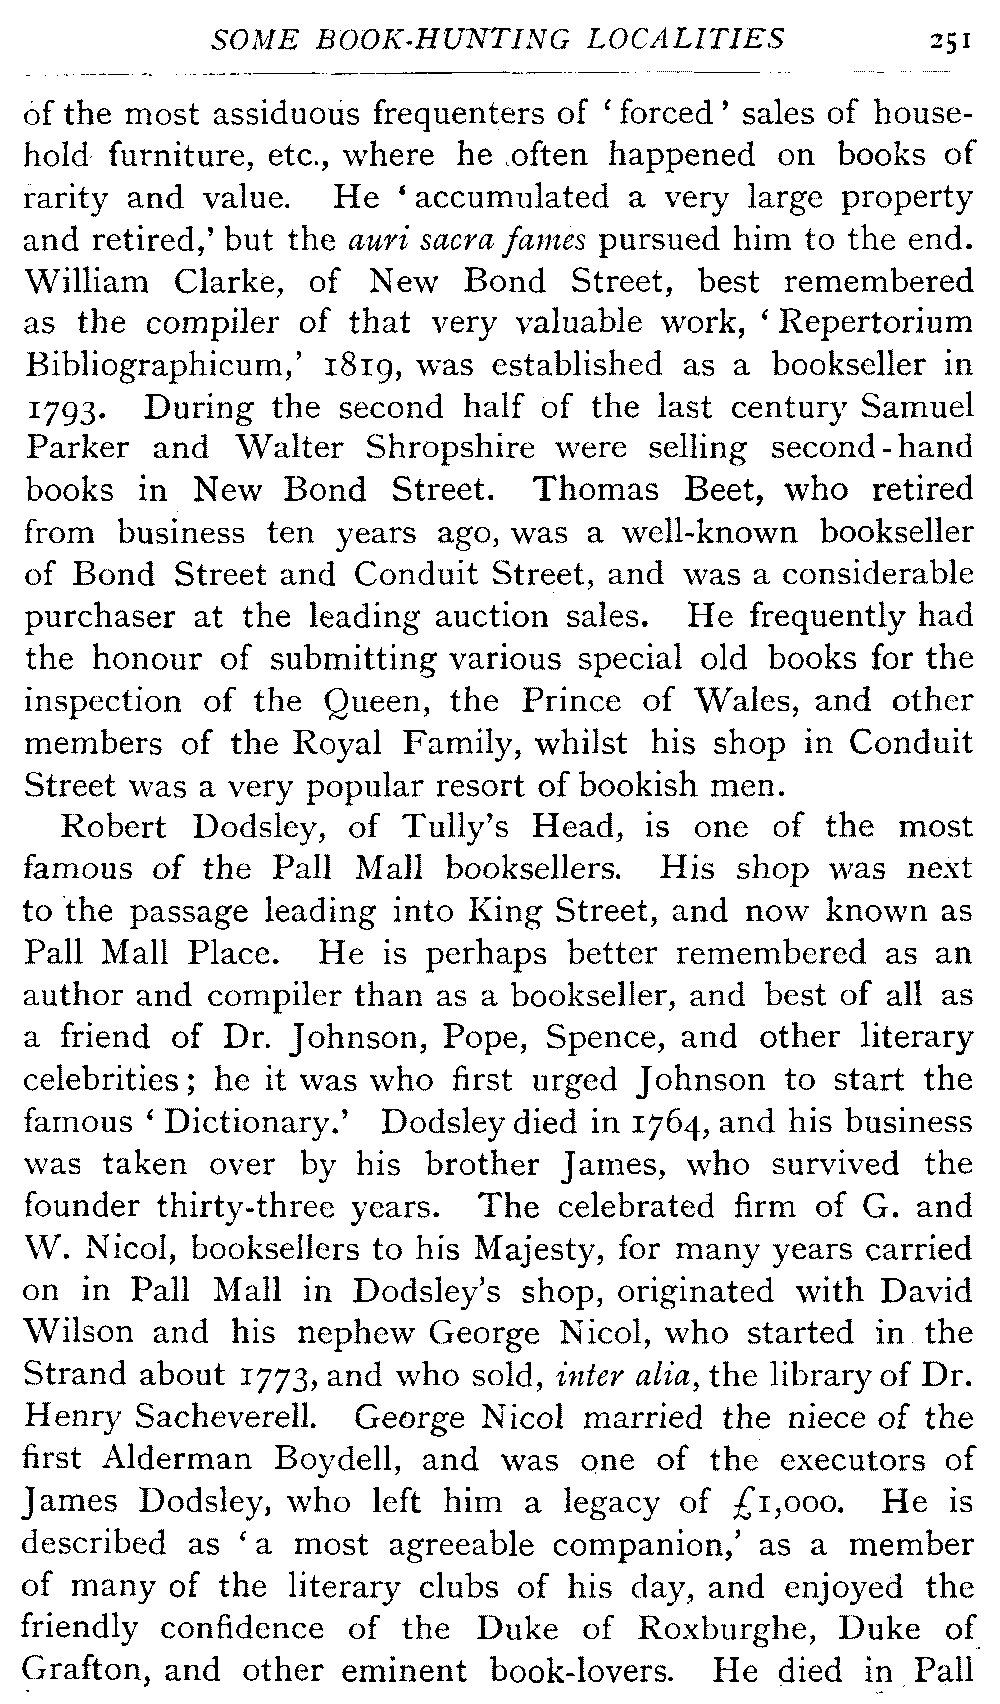 SOME BOOK-HUNTING LOCALITIES 251
of the most assiduous frequenters of ‘forced’ sales of house-
hold furniture, etc., where he often happened on books of
rarity and value. He ‘accumulated a very large property
and retired,’ but the auri sacra fames pursued him to the end.
William Clarke, of New Bond Street, best remembered
as the compiler of that very valuable work, ‘Repertorium
Bibliographicum,’ 1819, was established as a bookseller in
1793. During the second half of the last century Samuel
Parker and Walter Shropshire were selling second-hand
books in New Bond Street. Thomas Beet, who retired
from business ten years ago, was a well-known bookseller
of Bond Street and Conduit Street, and was a considerable
purchaser at the leading auction sales. He frequently had
the honour of submitting various special old books for the
inspection of the Queen, the Prince of Wales, and other
members of the Royal Family, whilst his shop in Conduit
Street was a very popular resort of bookish men.
Robert Dodsley, of Tully’s Head, is one of the most
famous of the Pall Mall booksellers. His shop was next
to the passage leading into King Street, and now known as
Pall Mall Place. He is perhaps better remembered as an
author and compiler than as a bookseller, and best of all as
a friend of Dr. Johnson, Pope, Spence, and other literary
celebrities; he it was who first urged Johnson to start the
famous ‘Dictionary.’ Dodsley died in 1764, and his business
was taken over by his brother James, who survived the
founder thirty-three years. The celebrated firm of G. and
W. Nicol, booksellers to his Majesty, for many years carried
on in Pall Mall in Dodsley’s shop, originated with David
Wilson and his nephew George Nicol, who started in the
Strand about 1773, and who sold, inter alia, the library of Dr.
Henry Sacheverell. George Nicol married the niece of the
first Alderman Boydell, and was one of the executors of
James Dodsley, who left him a legacy of £1,000. He is
described as ‘a most agreeable companion,’ as a member
of many of the literary clubs of his day, and enjoyed the
friendly confidence of the Duke of Roxburghe, Duke of
Grafton, and other eminent book-lovers. He died in Pall